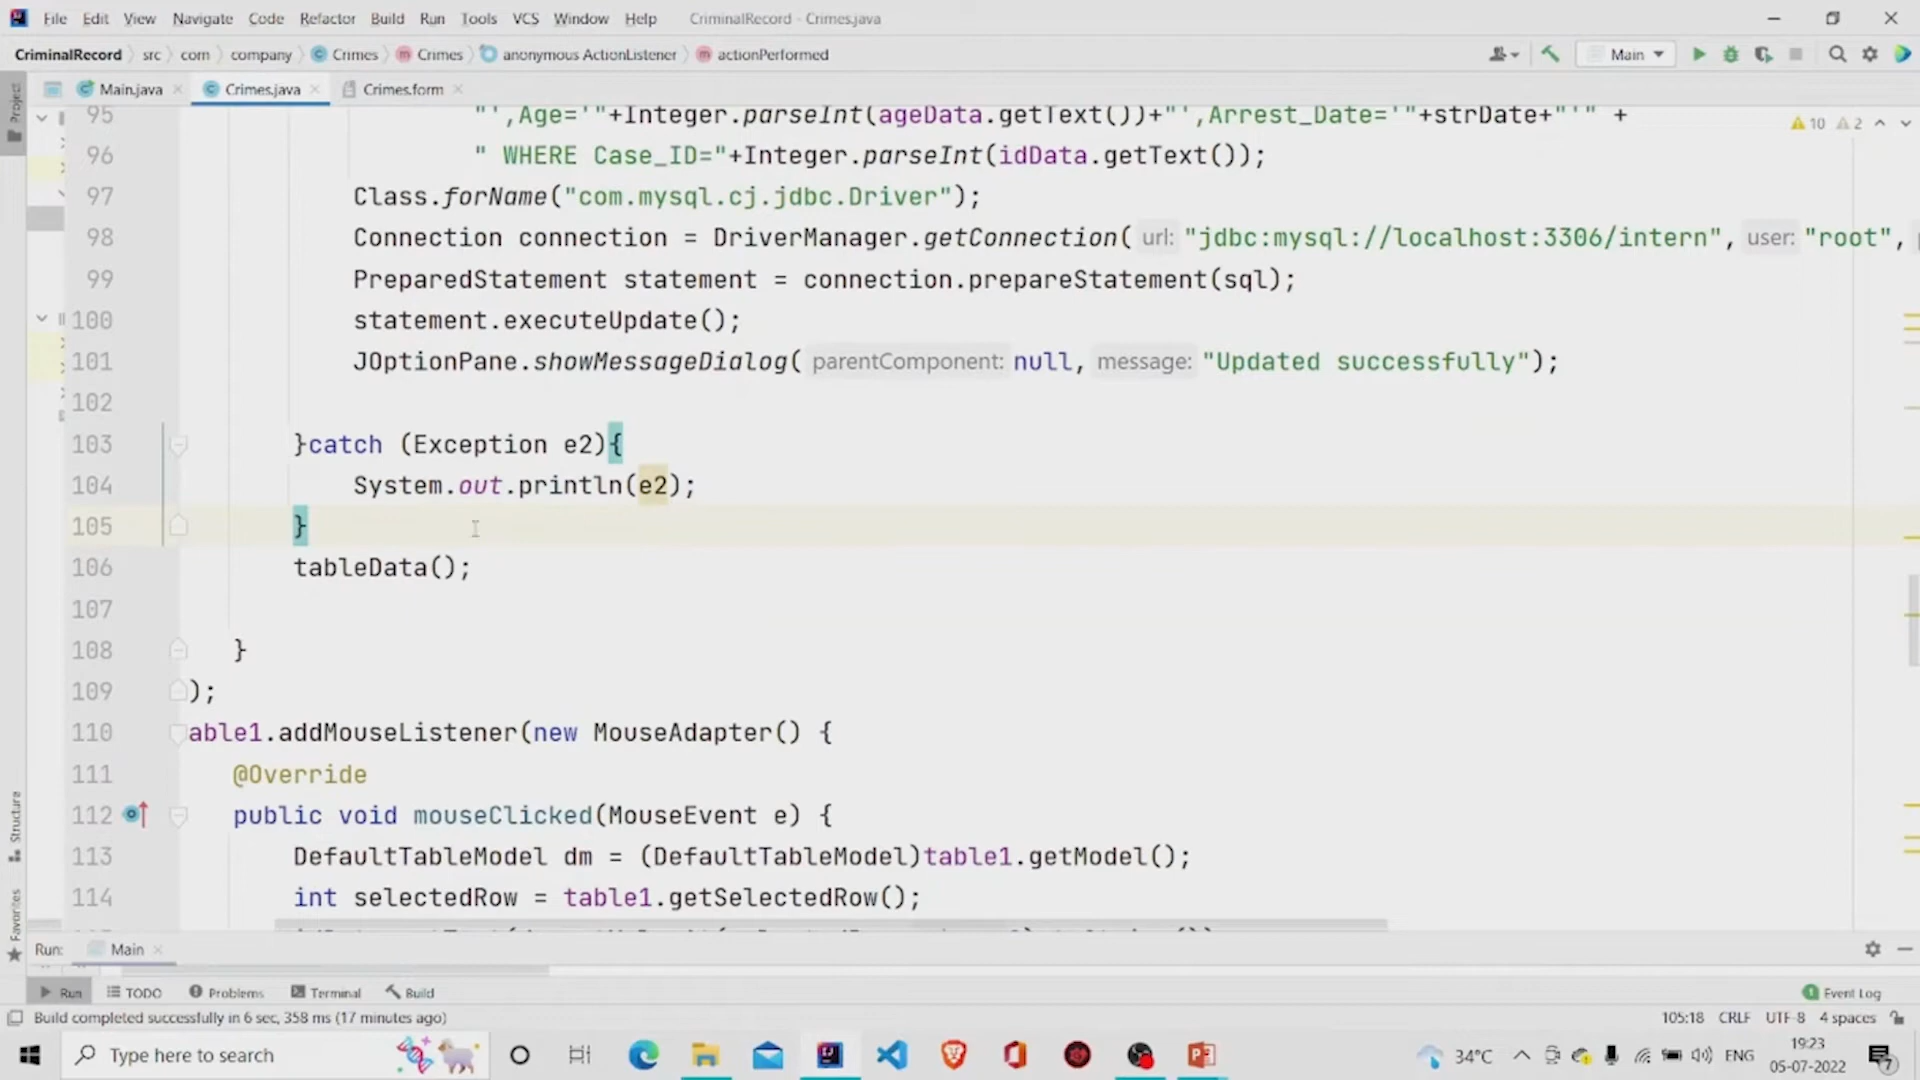 File Edit View Navigate Code Refactor Build Run Tools VCS Window Help CriminalRecord - Crimes.java
CriminalRecord src com company Crimes Crimes anonymous ActionListener actionPerformed Main
Project
Main.java Crimes.java Crimes.form
95 "',Age='"+Integer.parseInt(ageData.getText())+"',Arrest_Date='"+strDate+"'" +
10 2
96 " WHERE Case_ID="+Integer.parseInt(idData.getText());
97 Class.forName("com.mysql.cj.jdbc.Driver");
98 Connection connection = DriverManager.getConnection( url: "jdbc:mysql://localhost:3306/intern", user: "root",
99 PreparedStatement statement = connection.prepareStatement(sql);
100 statement.executeUpdate();
101 JOptionPane.showMessageDialog( parentComponent: null, message: "Updated successfully");
102
103 }catch (Exception e2){
104 System.out.println(e2);
105 }
106 tableData();
107
108 }
109 );
110 able1.addMouseListener(new MouseAdapter() {
111 @Override
112 public void mouseClicked(MouseEvent e) {
113 DefaultTableModel dm = (DefaultTableModel)table1.getModel();
114 int selectedRow = table1.getSelectedRow();
Structure
Favorites
Run: Main
Run TODO Problems Terminal Build 1 Event Log
Build completed successfully in 6 sec, 358 ms (17 minutes ago) 105:18 CRLF UTF-8 4 spaces
Type here to search 34°C ENG 19:23
05-07-2022 7